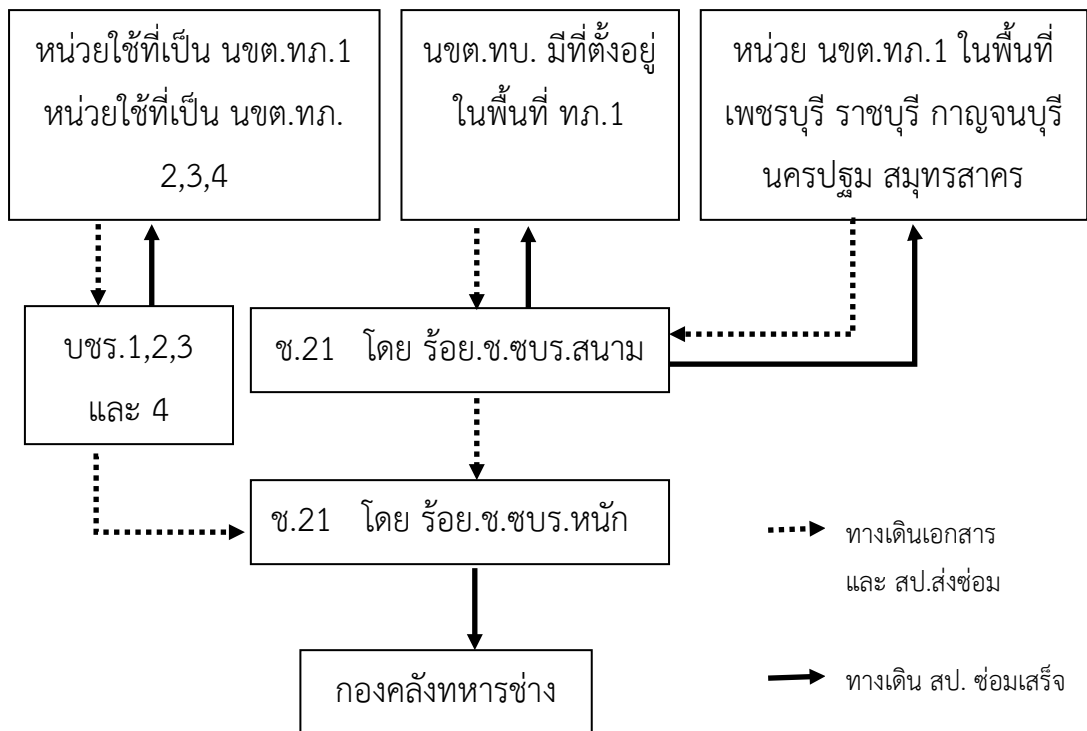 หน่วยใช้ที่เป็น นขต.ทภ.1
หน่วยใช้ที่เป็น นขต.ทภ.
2,3,4
นขต.ทบ. มีที่ตั้งอยู่
ในพื้นที่ ทภ.1
หน่วย นขต.ทภ.1 ในพื้นที่
เพชรบุรี ราชบุรี กาญจนบุรี
นครปฐม สมุทรสาคร
บชร.1,2,3
และ 4
ช.21 โดย ร้อย.ช.ซบร.สนาม
ช.21 โดย ร้อย.ช.ซบร.หนัก
ทางเดินเอกสาร
และ สป.ส่งซ่อม
กองคลังทหารช่าง
ทางเดิน สป. ซ่อมเสร็จ